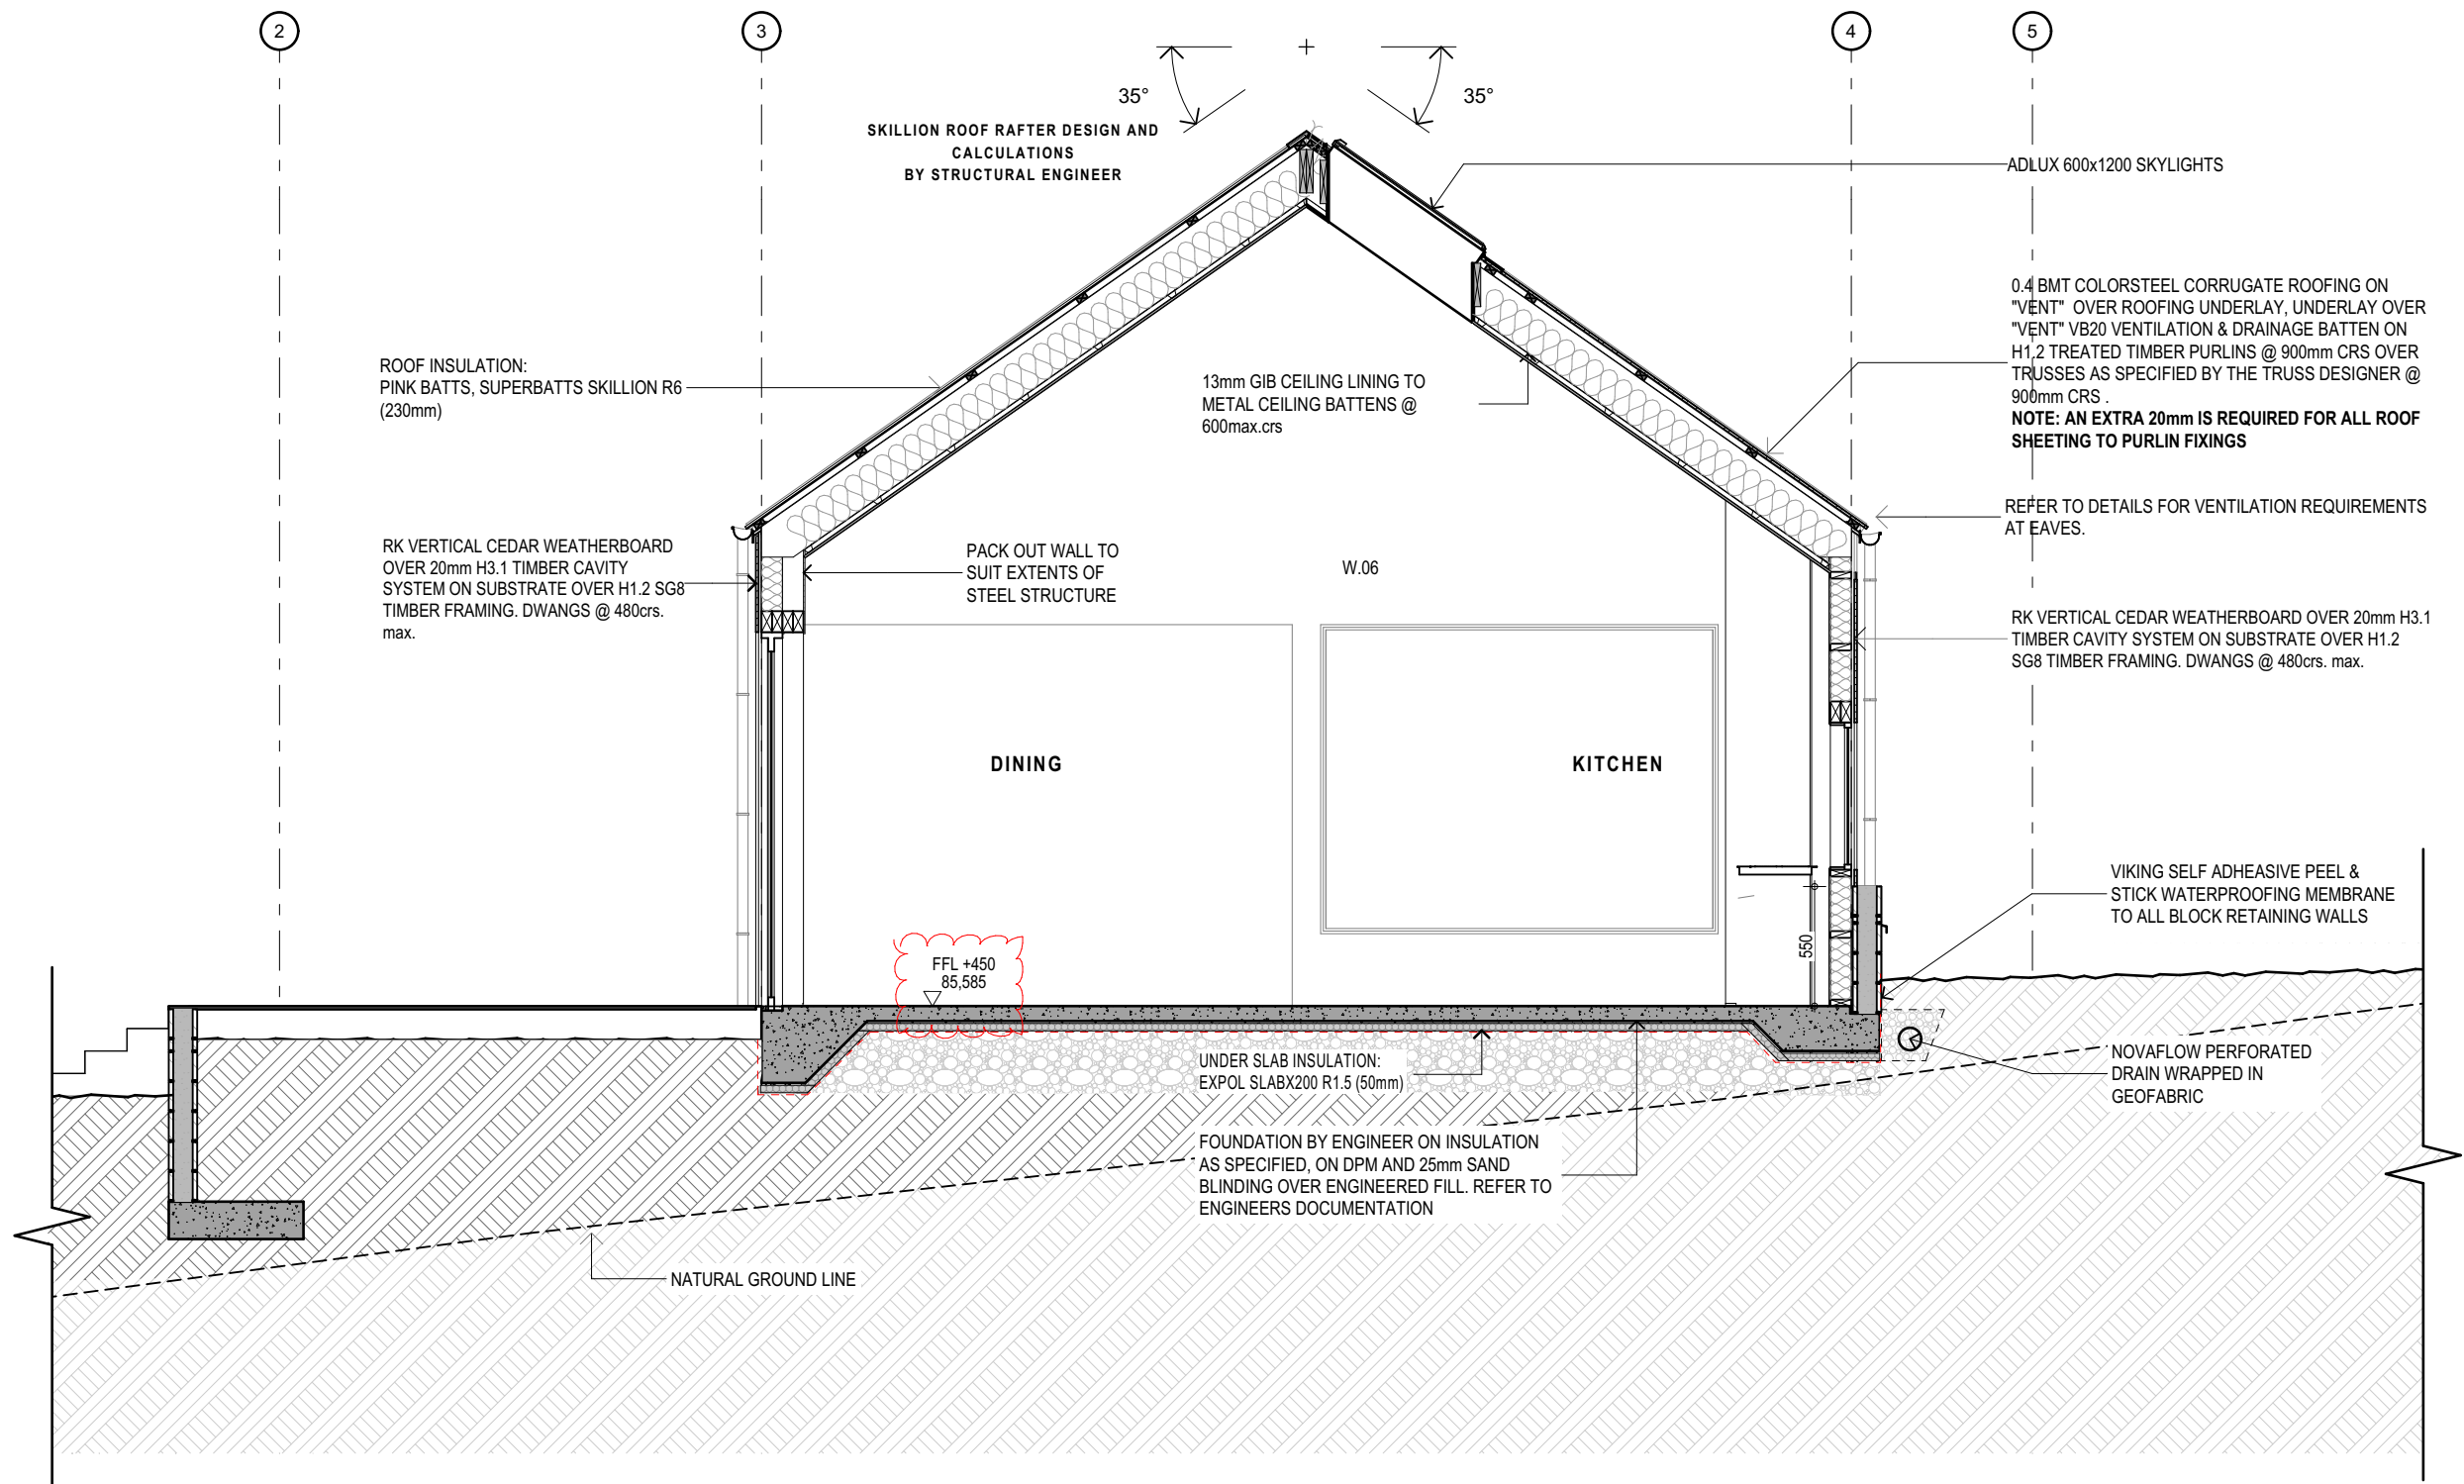 2
3
4
5
35°
35°
SKILLION ROOF RAFTER DESIGN AND
CALCULATIONS
BY STRUCTURAL ENGINEER
ADLUX 600x1200 SKYLIGHTS
0.4 BMT COLORSTEEL CORRUGATE ROOFING ON
"VENT" OVER ROOFING UNDERLAY, UNDERLAY OVER
"VENT" VB20 VENTILATION & DRAINAGE BATTEN ON
H1.2 TREATED TIMBER PURLINS @ 900mm CRS OVER
TRUSSES AS SPECIFIED BY THE TRUSS DESIGNER @
900mm CRS .
NOTE: AN EXTRA 20mm IS REQUIRED FOR ALL ROOF
SHEETING TO PURLIN FIXINGS
ROOF INSULATION:
PINK BATTS, SUPERBATTS SKILLION R6
(230mm)
13mm GIB CEILING LINING TO
METAL CEILING BATTENS @
600max.crs
REFER TO DETAILS FOR VENTILATION REQUIREMENTS
AT EAVES.
RK VERTICAL CEDAR WEATHERBOARD
OVER 20mm H3.1 TIMBER CAVITY
SYSTEM ON SUBSTRATE OVER H1.2 SG8
TIMBER FRAMING. DWANGS @ 480crs.
max.
PACK OUT WALL TO
SUIT EXTENTS OF
STEEL STRUCTURE
W.06
RK VERTICAL CEDAR WEATHERBOARD OVER 20mm H3.1
TIMBER CAVITY SYSTEM ON SUBSTRATE OVER H1.2
SG8 TIMBER FRAMING. DWANGS @ 480crs. max.
DINING
KITCHEN
VIKING SELF ADHEASIVE PEEL &
STICK WATERPROOFING MEMBRANE
TO ALL BLOCK RETAINING WALLS
550
FFL +450
85,585
UNDER SLAB INSULATION:
EXPOL SLABX200 R1.5 (50mm)
NOVAFLOW PERFORATED
DRAIN WRAPPED IN
GEOFABRIC
FOUNDATION BY ENGINEER ON INSULATION
AS SPECIFIED, ON DPM AND 25mm SAND
BLINDING OVER ENGINEERED FILL. REFER TO
ENGINEERS DOCUMENTATION
NATURAL GROUND LINE